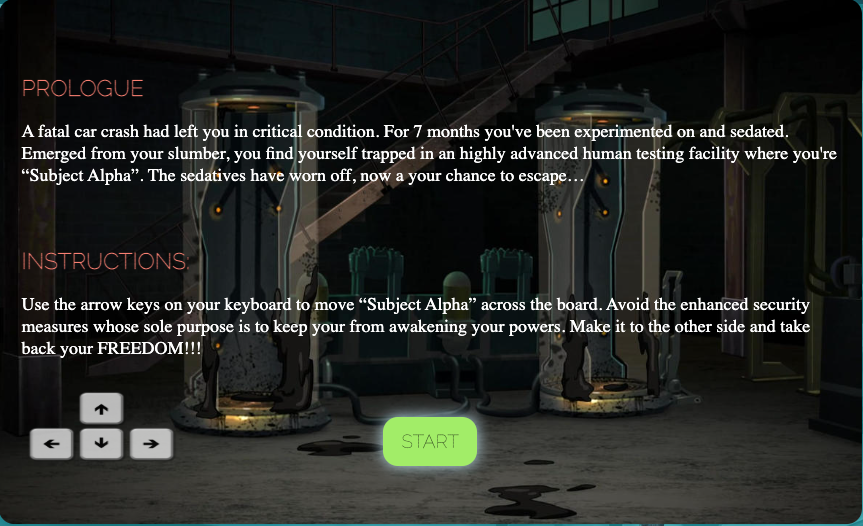 PROLOGUE
A fatal car crash had left you in critical condition. For 7 months you've been experimented on and sedated.
Emerged from your slumber, you find yourself trapped in an highly advanced human testing facility where you're
“Subject Alpha”. The sedatives have worn off, now a your chance to escape…
INSTRUCTIONS:
Use the arrow keys on your keyboard to move “Subject Alpha” across the board. Avoid the enhanced security
measures whose sole purpose is to keep your from awakening your powers. Make it to the other side and take
back your FREEDOM!!!
START